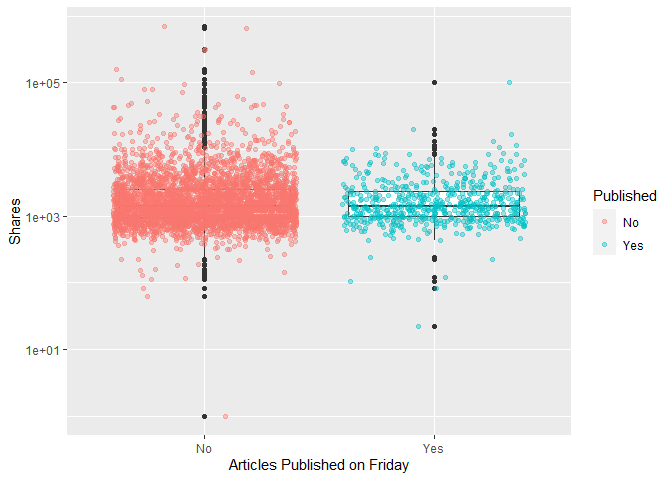 1e+05
1e+03
1e+01
Shares
No
Yes
Articles Published on Friday
Published
No
Yes